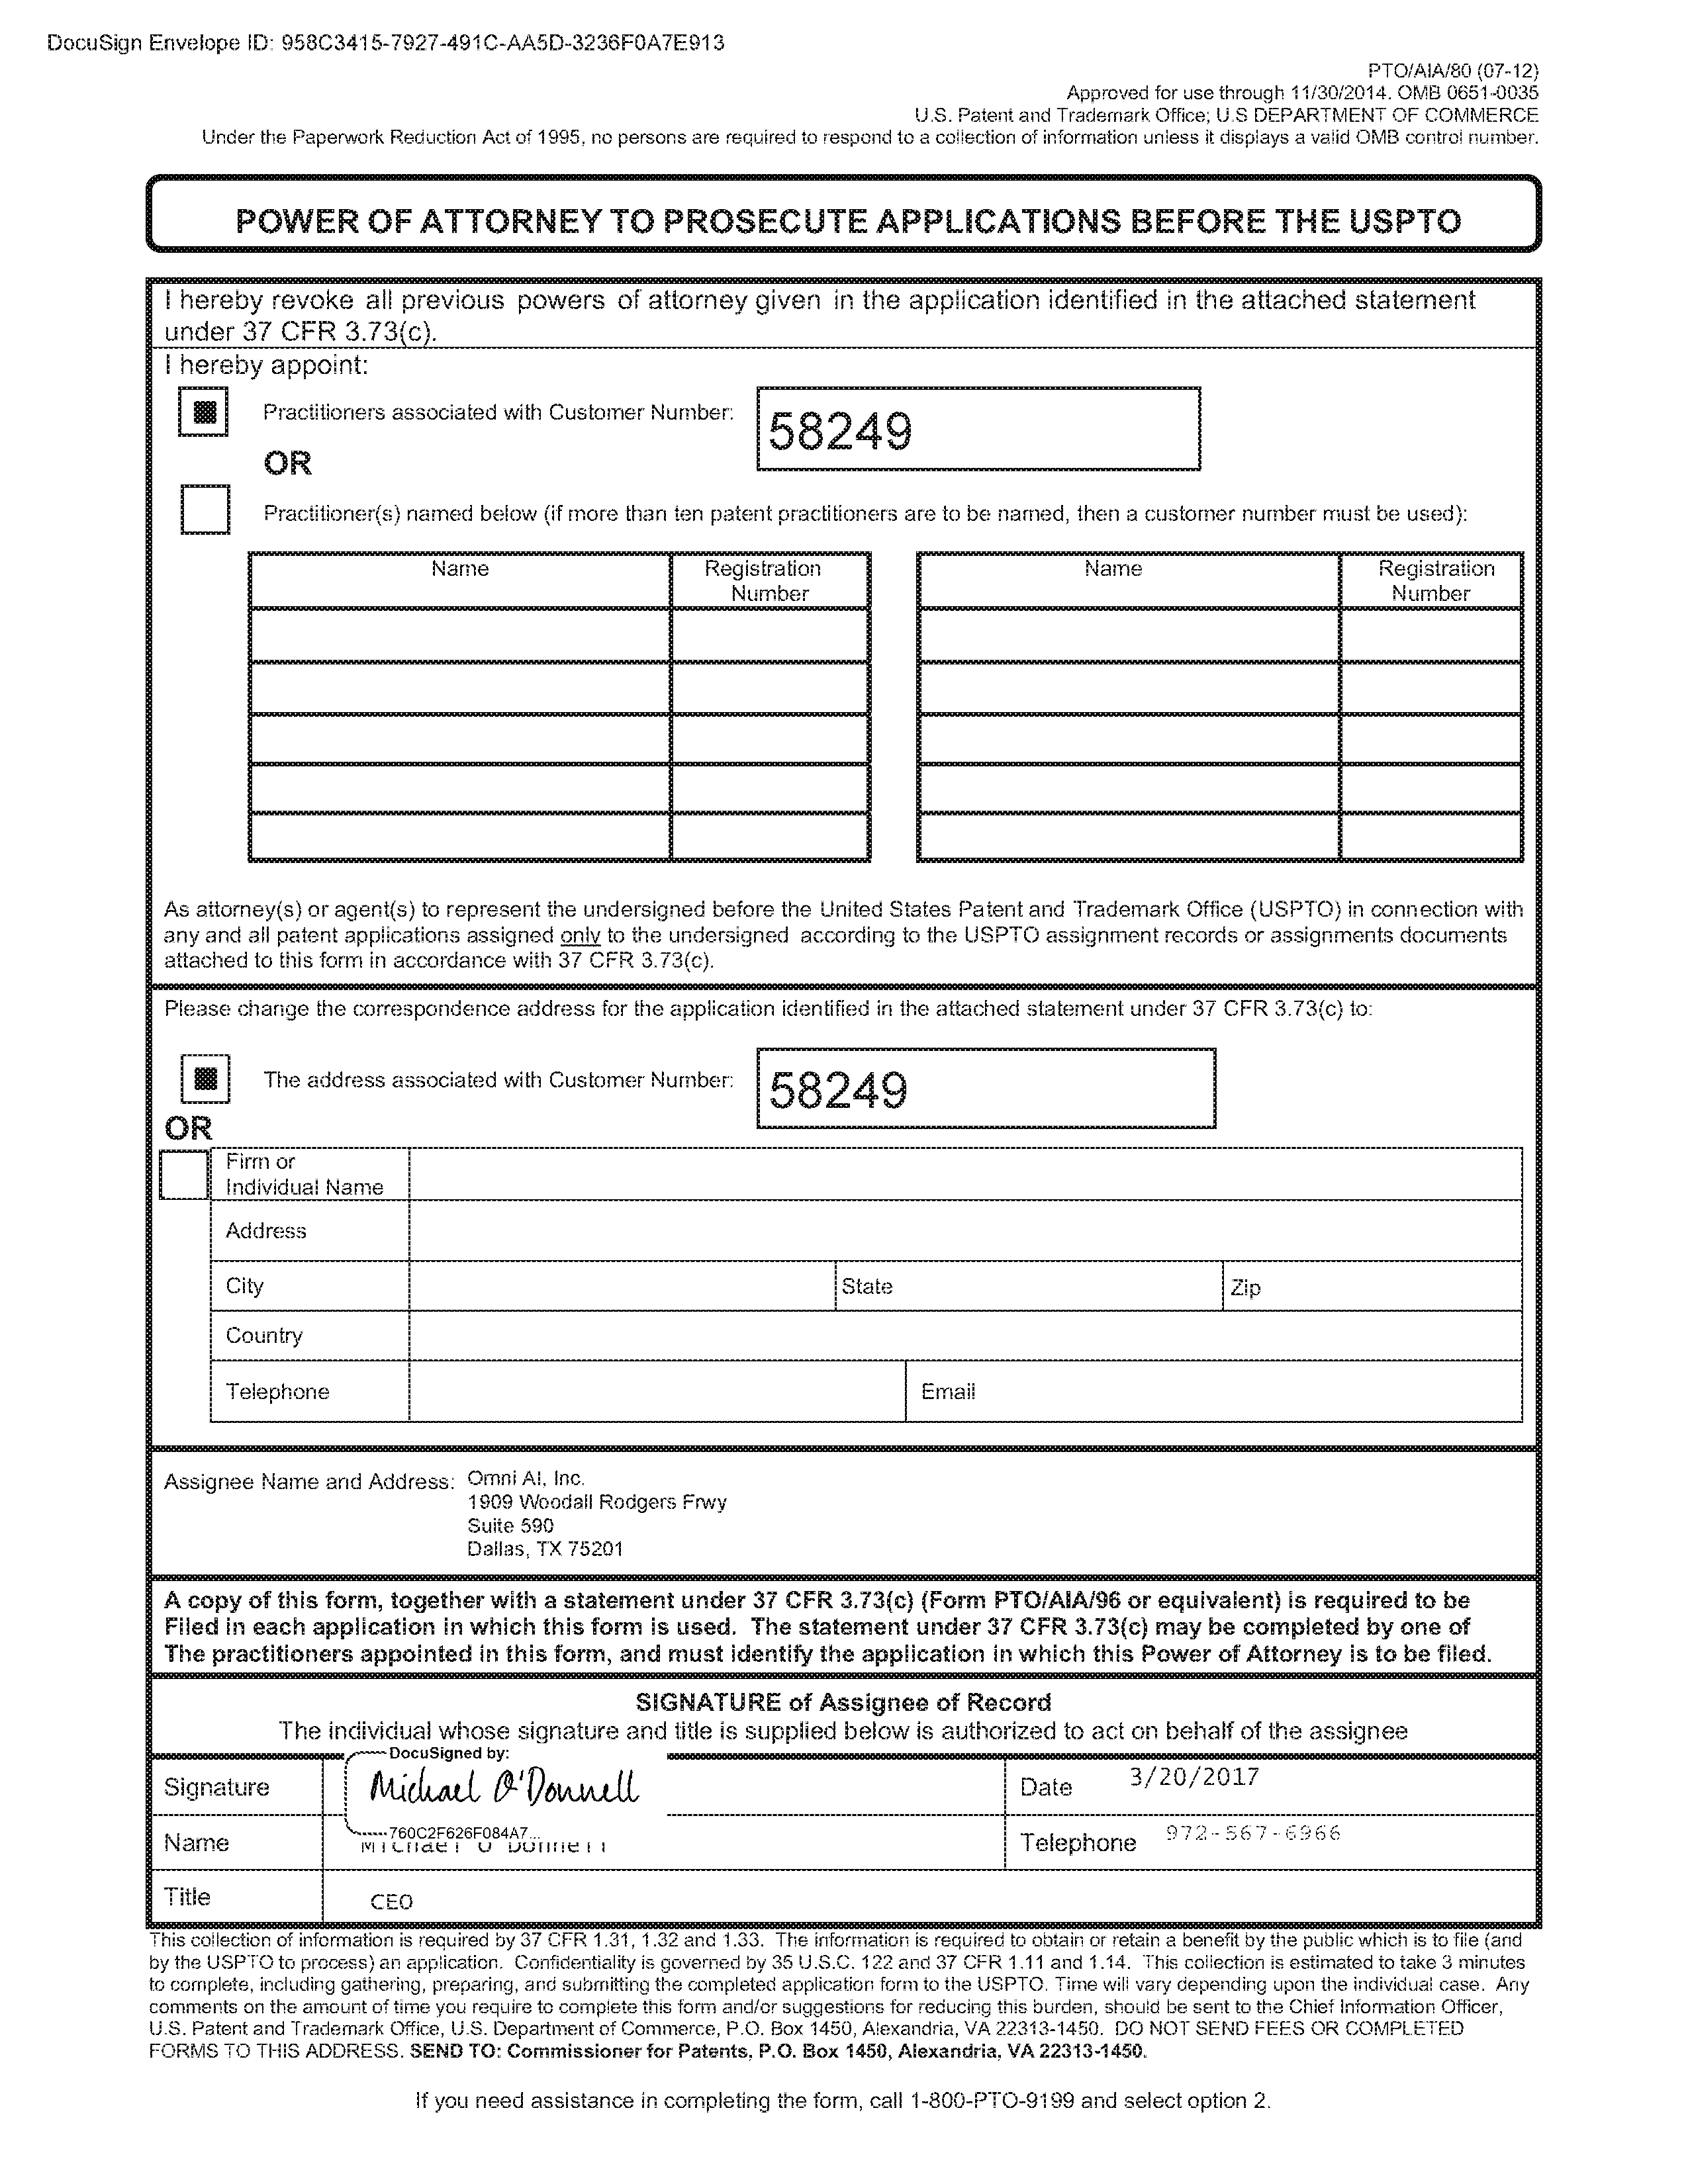 DocuSign Envelope ID: 958C3415-7927-491C-AA5D-3236F0A7E913
PTO/AIA/80 (07-12)
Approved for use through 11/30/2014. OMB 0651-0035
U.S. Patent and Trademark Office; U.S DEPARTMENT OF COMMERCE
Under the Paperwork Reduction Act of 1995, no persons are required to respond to a collection of information unless it displays a valid OMB control number.
POWER OF ATTORNEY TO PROSECUTE APPLICATIONS BEFORE THE USPTO
I hereby revoke all previous powers of attorney given in the application identified in the attached statement
under 37 CFR 3.73(c).
I hereby appoint:
Practitioners associated with Customer Number: 58249
OR
Practitioner(s) named below (if more than ten patent practitioners are to be named, then a customer number must be used):
Name Registration Name Registration
Number Number
As attorney(s) or agent(s) to represent the undersigned before the United States Patent and Trademark Office (USPTO) in connection with
any and all patent applications assigned only to the undersigned according to the USPTO assignment records or assignments documents
attached to this form in accordance with 37 CFR 3.73(c).
Please change the correspondence address for the application identified in the attached statement under 37 CFR 3.73(c) to:
The address associated with Customer Number: 58249
OR
Firm or
Individual Name
Address
City State Zip
Country
Telephone Email
Assignee Name and Address: Omni AI, Inc.
1909 Woodall Rodgers Frwy
Suite 590
Dallas, TX 75201
A copy of this form, together with a statement under 37 CFR 3.73(c) (Form PTO/AIA/96 or equivalent) is required to be
Filed in each application in which this form is used. The statement under 37 CFR 3.73(c) may be completed by one of
The practitioners appointed in this form, and must identify the application in which this Power of Attorney is to be filed.
SIGNATURE of Assignee of Record
The individual whose signature and title is supplied below is authorized to act on behalf of the assignee
DocuSigned by:
Signature Michael O'Donnell Date 3/20/2017
760C2F626F084A7...
Name Michael O'Donnell Telephone 972-567-6966
Title CEO
This collection of information is required by 37 CFR 1.31, 1.32 and 1.33. The information is required to obtain or retain a benefit by the public which is to file (and
by the USPTO to process) an application. Confidentiality is governed by 35 U.S.C. 122 and 37 CFR 1.11 and 1.14. This collection is estimated to take 3 minutes
to complete, including gathering, preparing, and submitting the completed application form to the USPTO. Time will vary depending upon the individual case. Any
comments on the amount of time you require to complete this form and/or suggestions for reducing this burden, should be sent to the Chief Information Officer,
U.S. Patent and Trademark Office, U.S. Department of Commerce, P.O. Box 1450, Alexandria, VA 22313-1450. DO NOT SEND FEES OR COMPLETED
FORMS TO THIS ADDRESS. SEND TO: Commissioner for Patents, P.O. Box 1450, Alexandria, VA 22313-1450.
If you need assistance in completing the form, call 1-800-PTO-9199 and select option 2.